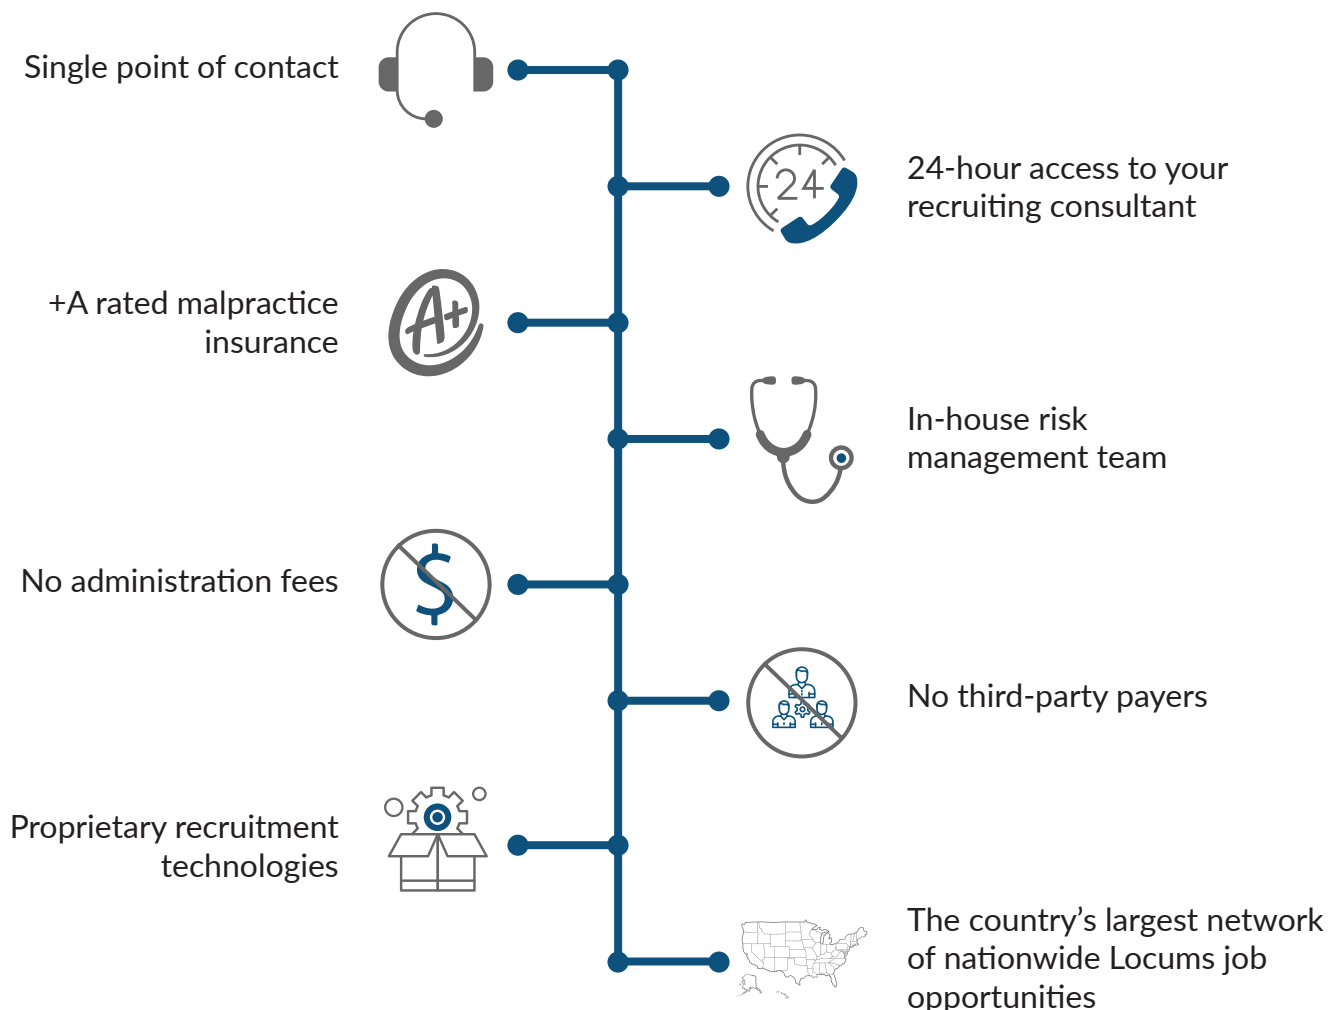 Single point of contact
24
24-hour access to your
recruiting consultant
+A rated malpractice
insurance
A+
In-house risk
management team
No administration fees
$
No third-party payers
Proprietary recruitment
technologies
The country’s largest network
of nationwide Locums job
opportunities